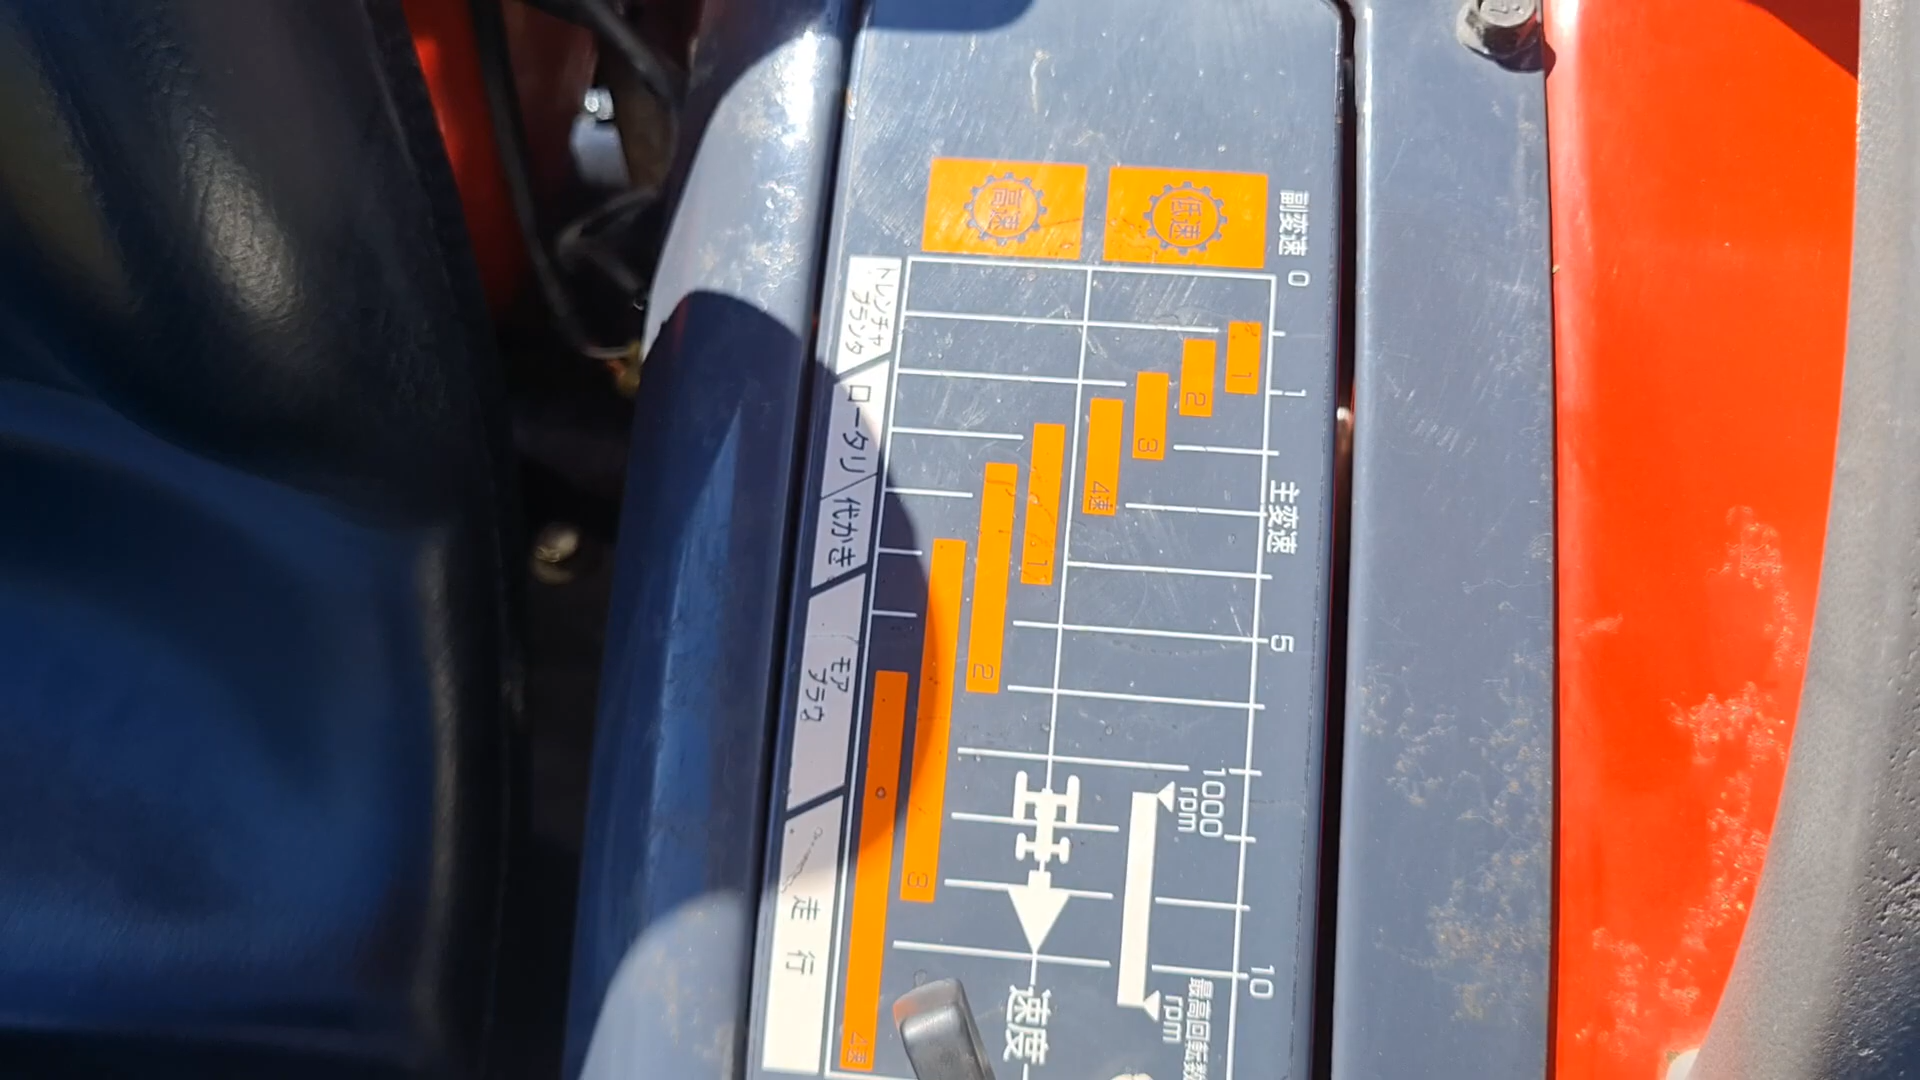 副変速
主変速
0
1
5
10
低速
1
2
3
4速
高速
1
2
3
4速
1000
rpm
最高回転数
rpm
速度
トレンチャ
プランタ
ロータリ
代かき
モア
プラウ
走行